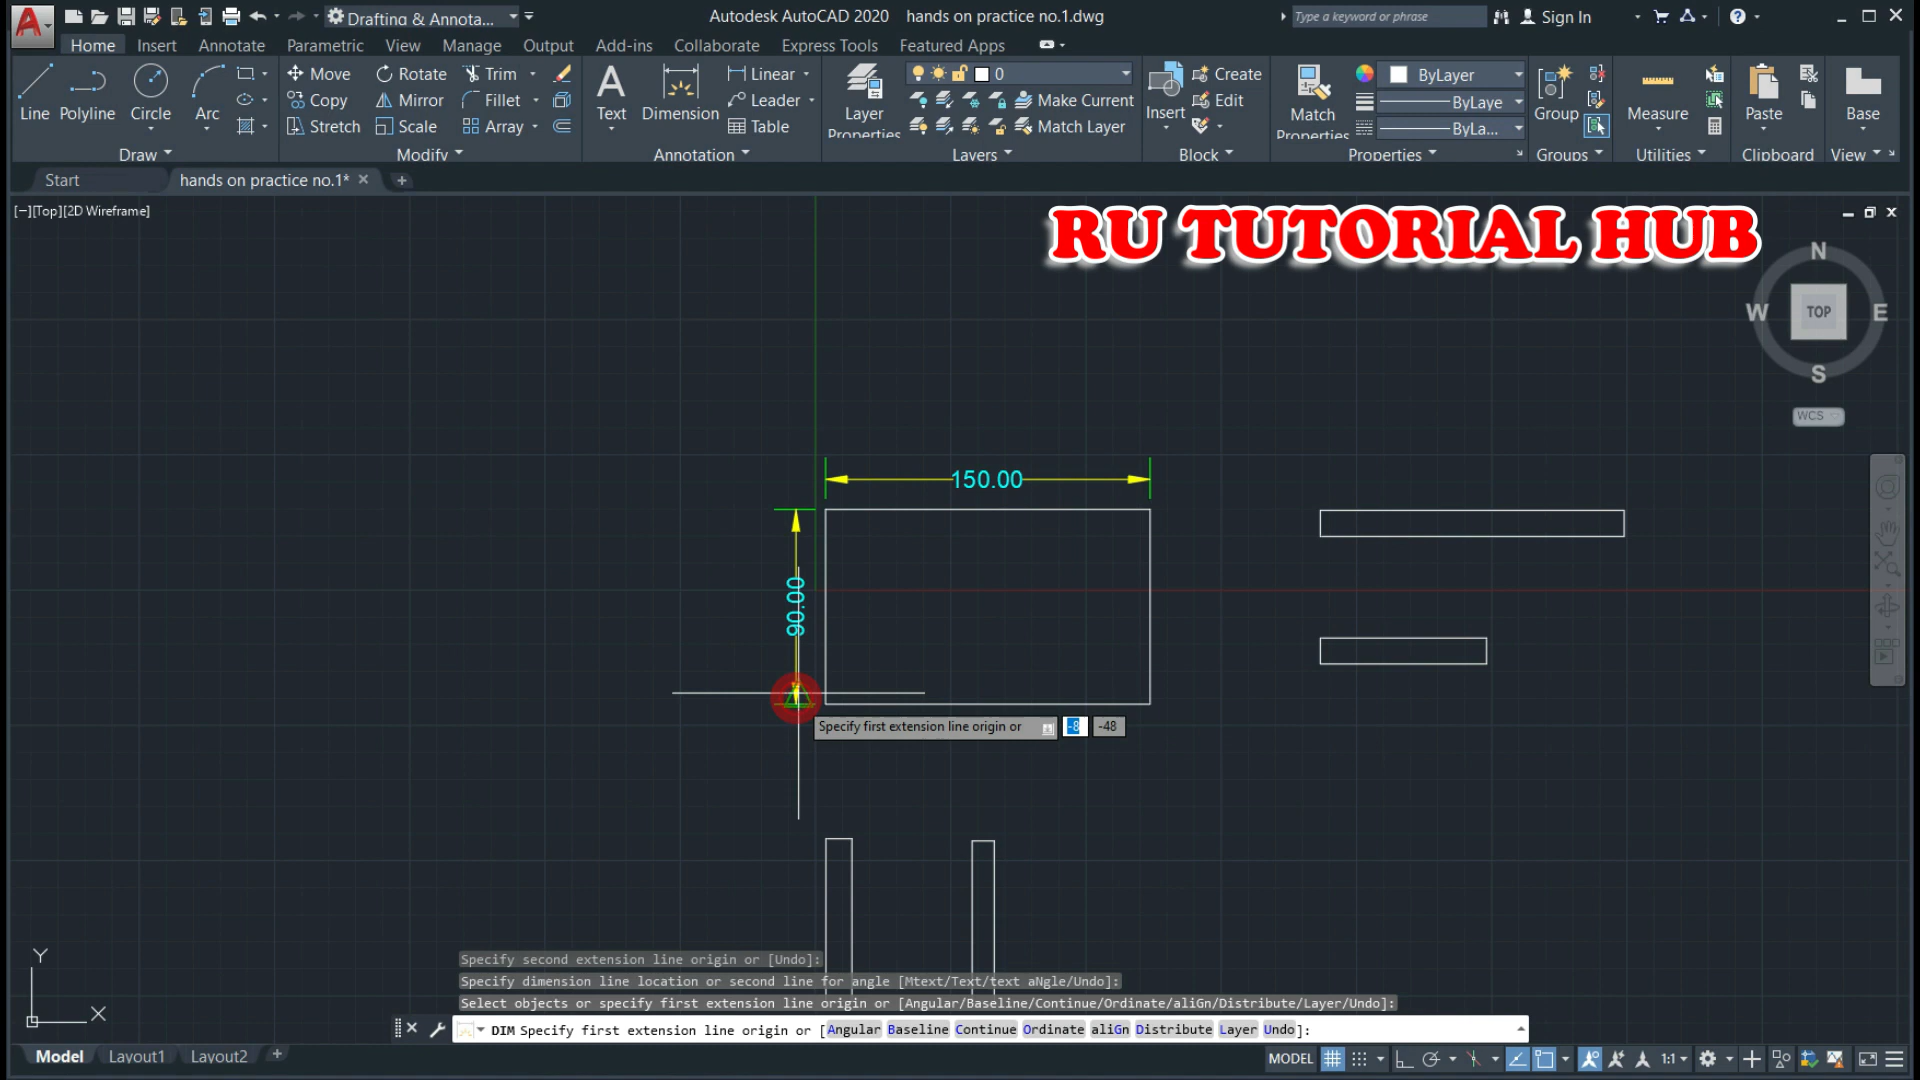 Drafting & Annota...
Autodesk AutoCAD 2020 hands on practice no.1.dwg
Type a keyword or phrase
Sign In
Home Insert Annotate Parametric View Manage Output Add-ins Collaborate Express Tools Featured Apps
Move Rotate Trim Linear 0 Create ByLayer
Copy Mirror Fillet Leader Make Current Edit ByLaye
Line Polyline Circle Arc Text Dimension Layer Insert Match Group Measure Paste Base
Stretch Scale Array Table Properties Match Layer Properties ByLa...
Draw Modify Annotation Layers Block Properties Groups Utilities Clipboard View
Start hands on practice no.1*
[−][Top][2D Wireframe]
RU TUTORIAL HUB
N
W TOP E
S
WCS
150.00
90.00
Specify first extension line origin or -8 -48
Specify second extension line origin or [Undo]:
Specify dimension line location or second line for angle [Mtext/Text/text aNgle/Undo]:
Select objects or specify first extension line origin or [Angular/Baseline/Continue/Ordinate/aliGn/Distribute/Layer/Undo]:
DIM Specify first extension line origin or [Angular Baseline Continue Ordinate aliGn Distribute Layer Undo]:
Y
X
Model Layout1 Layout2
MODEL 1:1